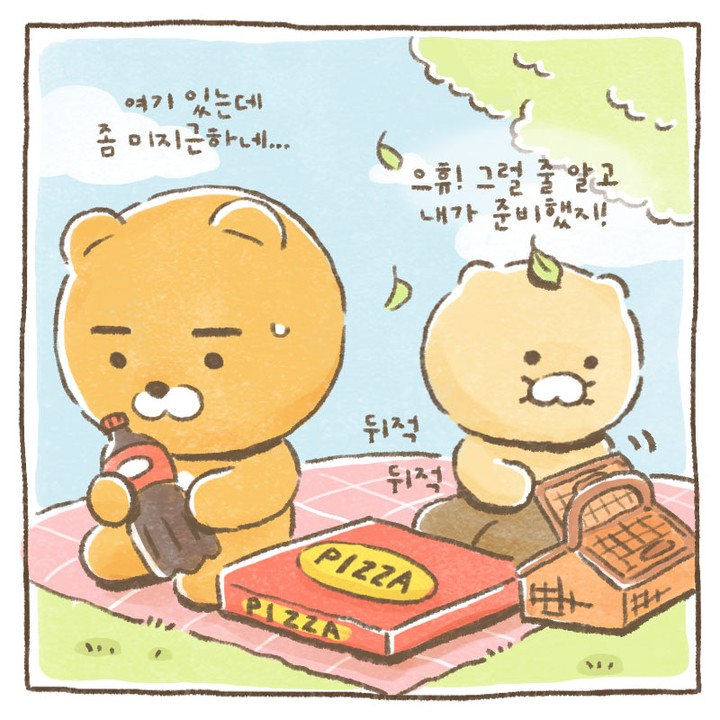 여기 있는데
좀 미지근하네...
으휴! 그럴 줄 알고
내가 준비했지!
뒤적
뒤적
PIZZA
PIZZA